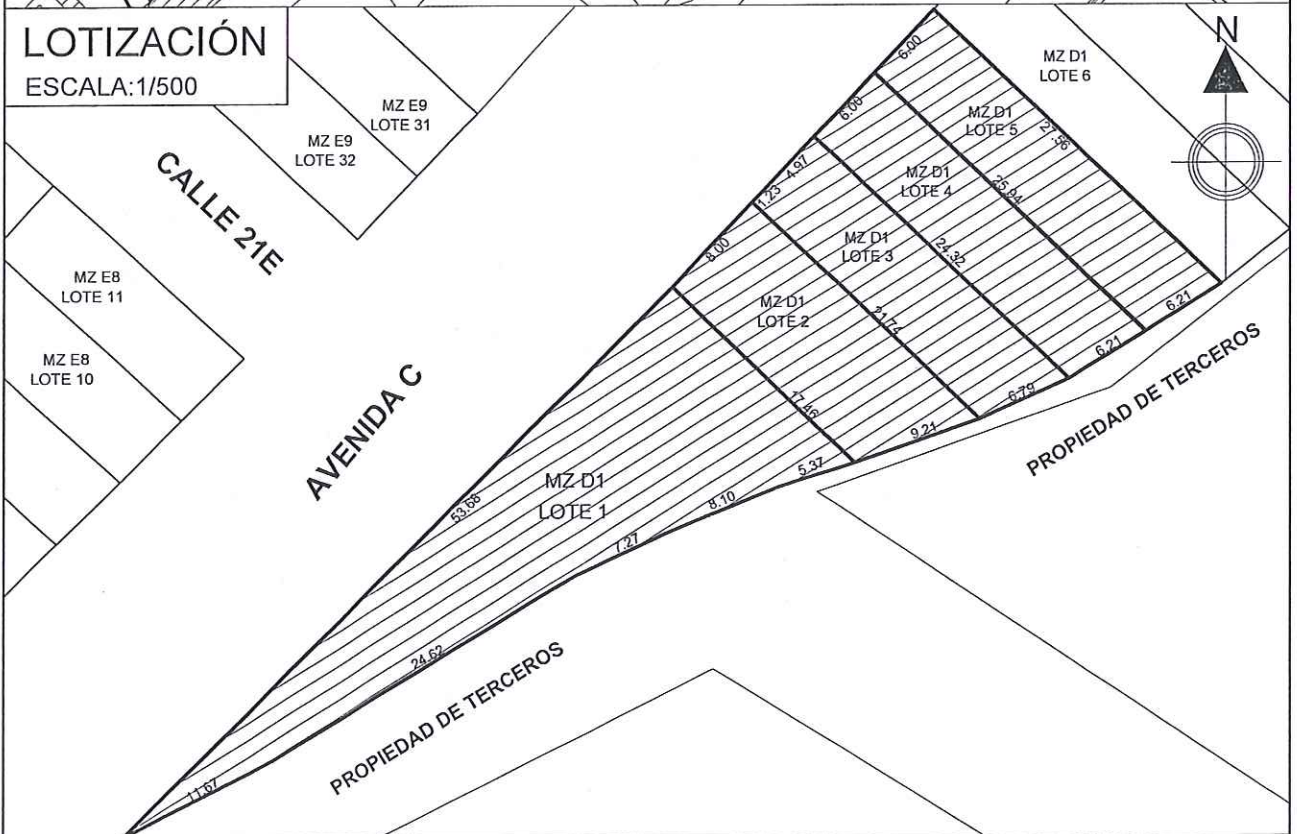 LOTIZACIÓN
ESCALA:1/500
N
MZ E9
LOTE 31
MZ E9
LOTE 32
CALLE 21E
MZ E8
LOTE 11
MZ E8
LOTE 10
AVENIDA C
MZ D1
LOTE 6
6.00
MZ D1
LOTE 5
27.56
6.00
MZ D1
LOTE 4
25.94
4.97
1.23
MZ D1
LOTE 3
24.32
8.00
MZ D1
LOTE 2
21.74
17.46
6.21
6.21
6.79
9.21
5.37
PROPIEDAD DE TERCEROS
MZ D1
LOTE 1
53.68
8.10
7.27
24.62
11.67
PROPIEDAD DE TERCEROS